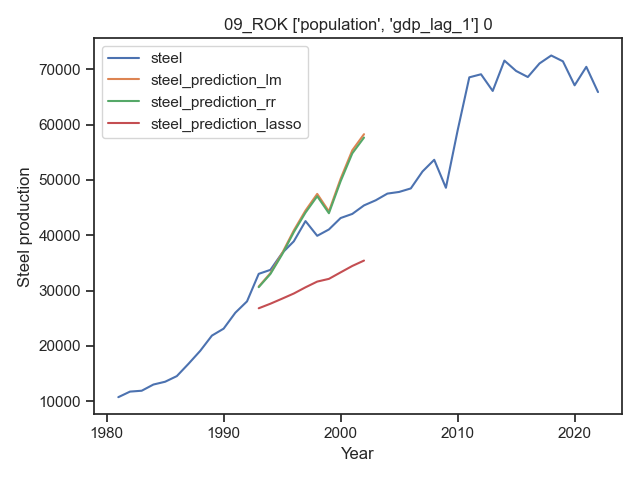 09_ROK ['population', 'gdp_lag_1'] 0
steel
steel_prediction_lm
steel_prediction_rr
steel_prediction_lasso
70000
60000
50000
40000
30000
20000
10000
Steel production
1980
1990
2000
2010
2020
Year